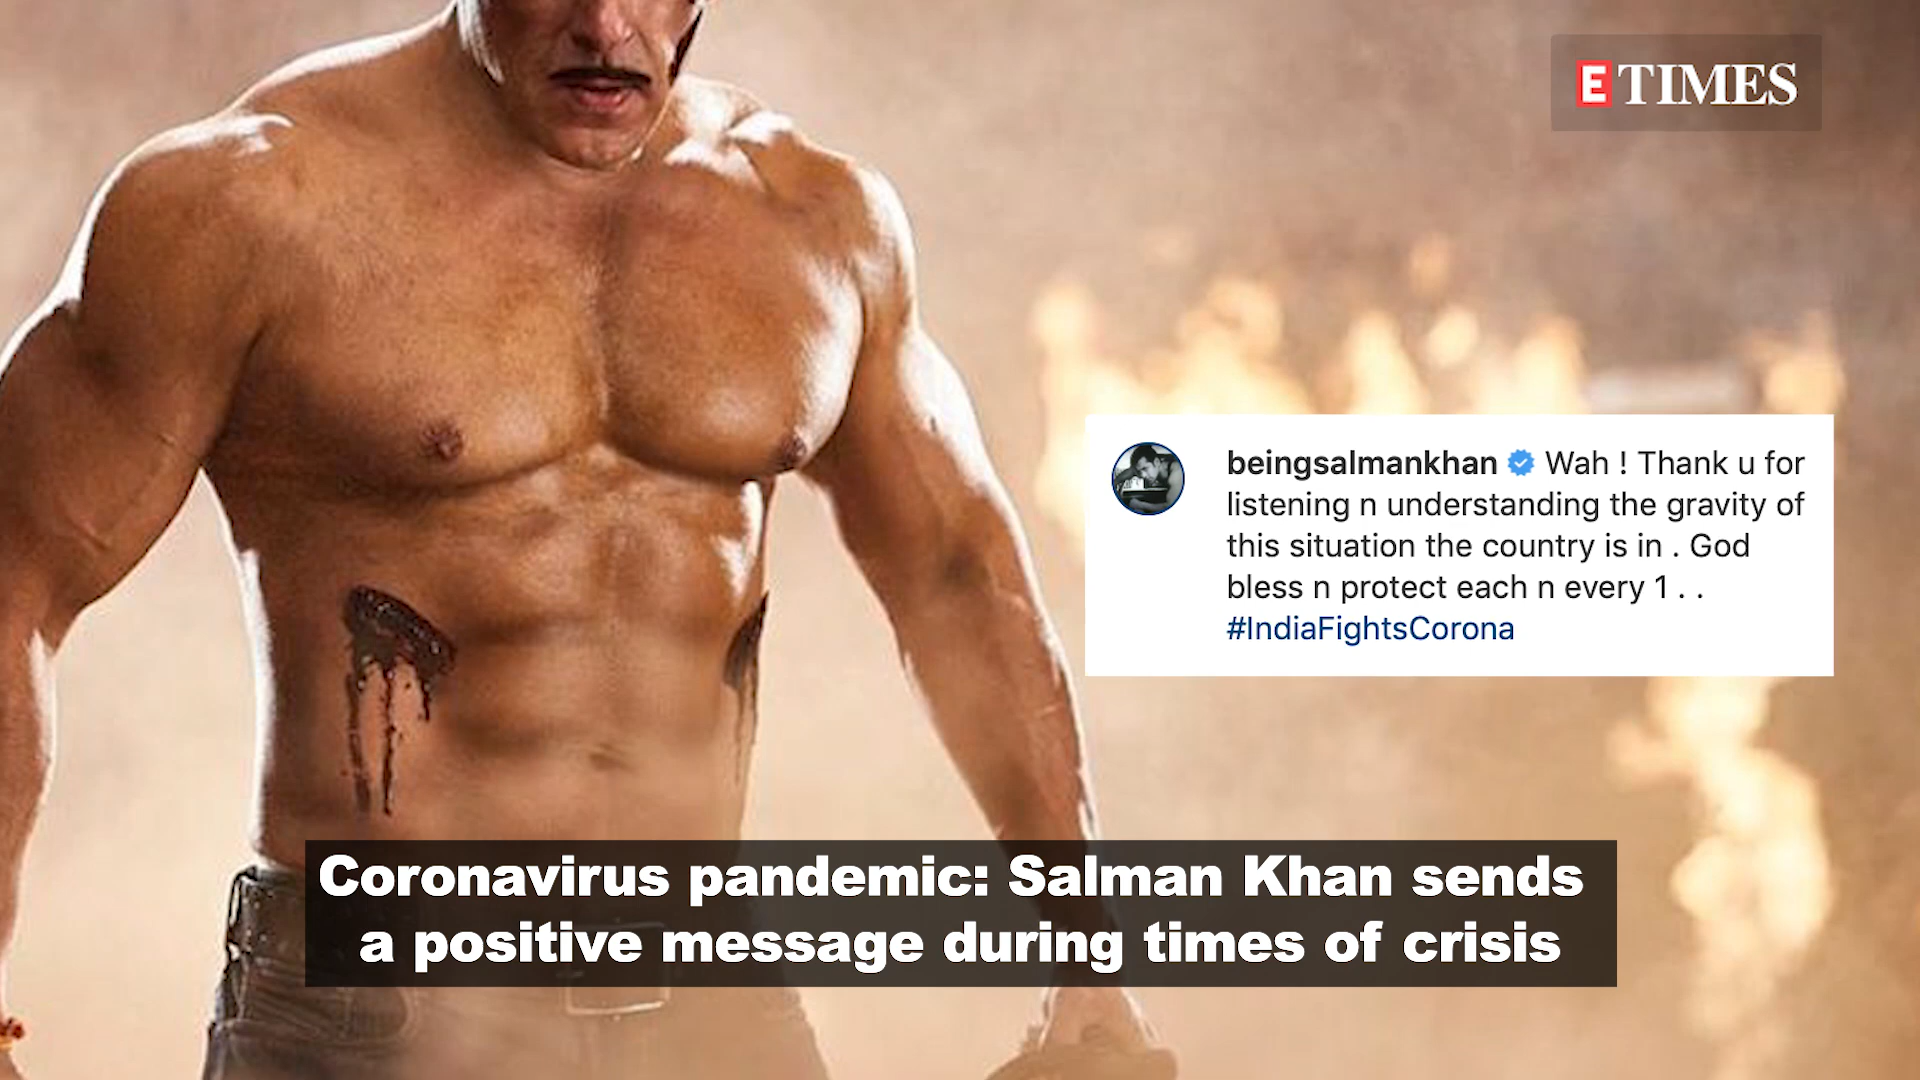 E TIMES
beingsalmankhan Wah ! Thank u for
listening n understanding the gravity of
this situation the country is in . God
bless n protect each n every 1 . .
#IndiaFightsCorona
Coronavirus pandemic: Salman Khan sends
a positive message during times of crisis